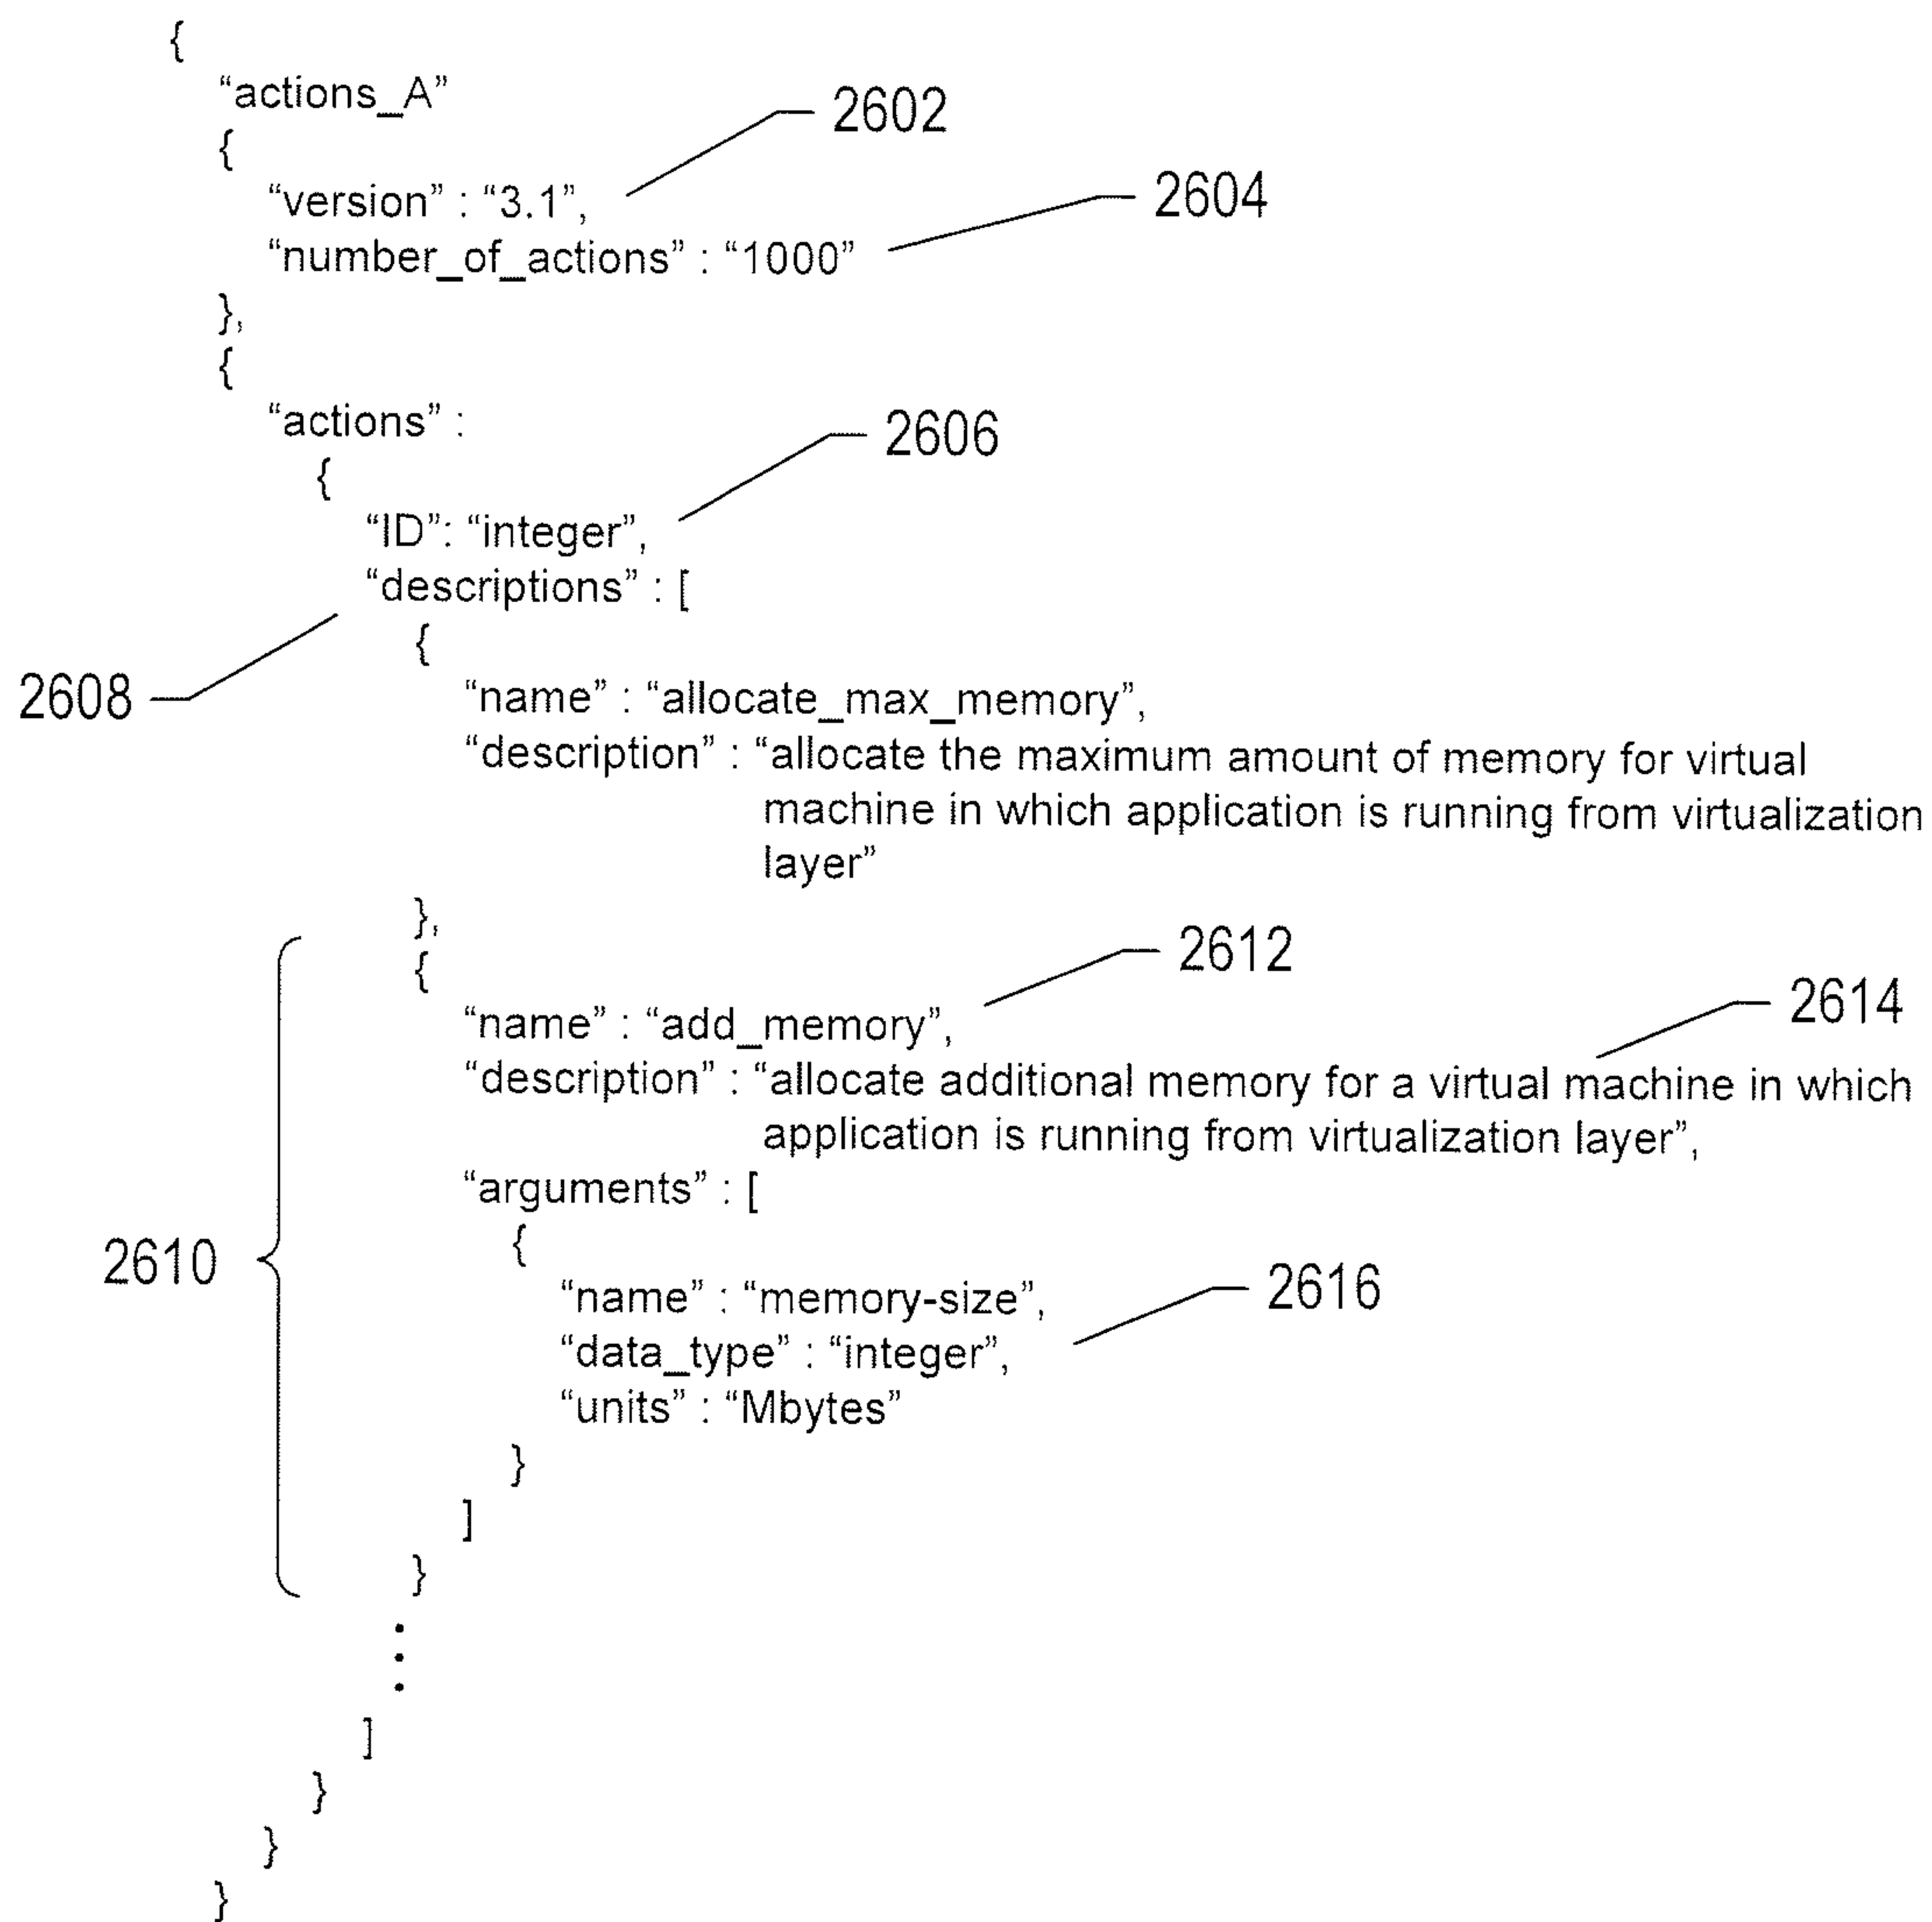 {
“actions_A”
{ 2602
“version” : “3.1”, 2604
“number_of_actions” : “1000”
},
{
“actions” : 2606
{
“ID”: “integer”,
“descriptions” : [
{
2608 “name” : “allocate_max_memory”,
“description” : “allocate the maximum amount of memory for virtual
machine in which application is running from virtualization
layer”
},
{ 2612
“name” : “add_memory”, 2614
“description” : “allocate additional memory for a virtual machine in which
application is running from virtualization layer”,
“arguments” : [
2610 {
“name” : “memory-size”, 2616
“data_type” : “integer”,
“units” : “Mbytes”
}
]
}
⋮
]
}
}
}